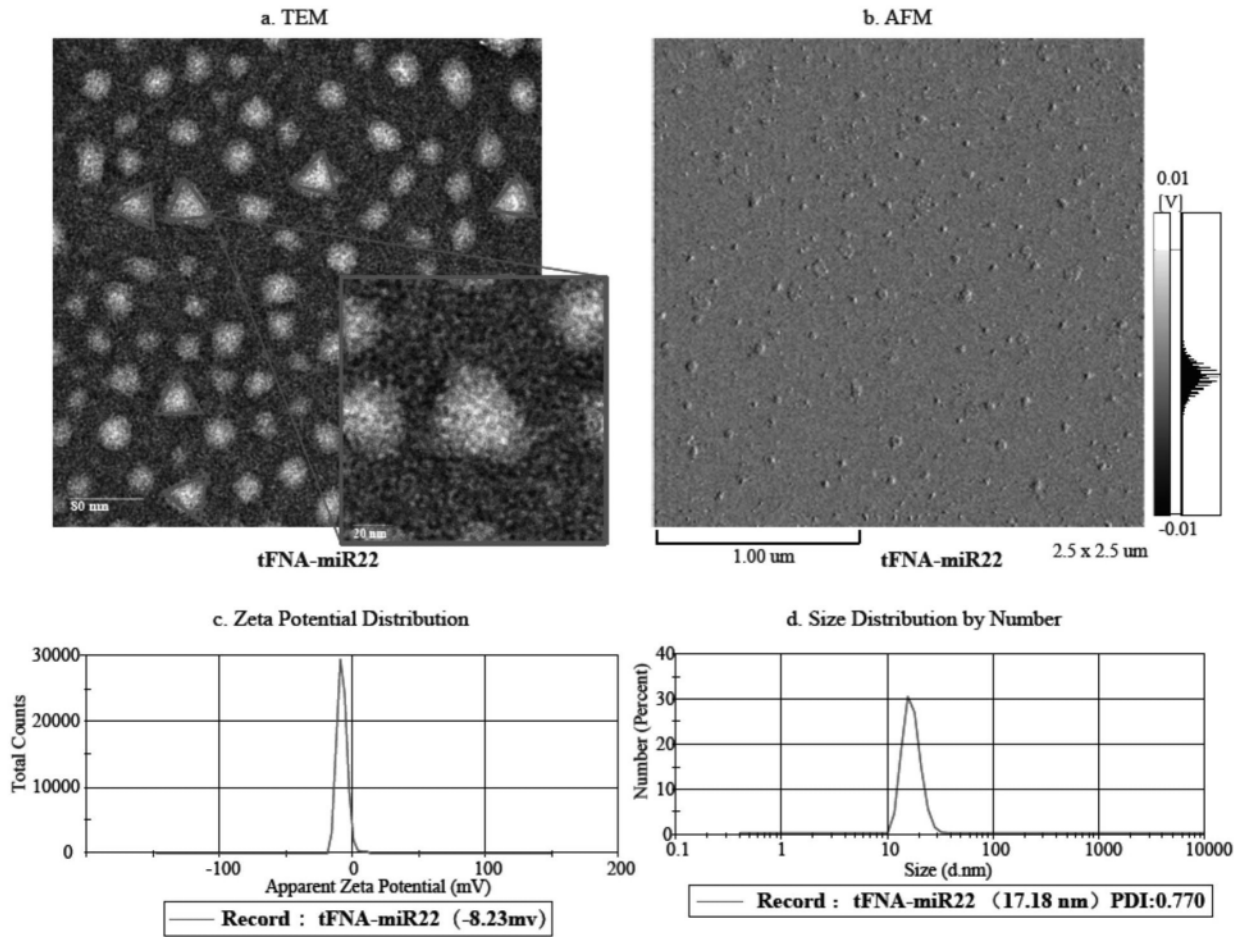 a. TEM
b. AFM
80 nm
20 nm
tFNA-miR22
0.01
[V]
-0.01
1.00 um
tFNA-miR22
2.5 x 2.5 um
c. Zeta Potential Distribution
Total Counts
30000
20000
10000
0
-100
0
100
200
Apparent Zeta Potential (mV)
Record : tFNA-miR22 (-8.23mv)
d. Size Distribution by Number
Number (Percent)
40
30
20
10
0
0.1
1
10
100
1000
10000
Size (d.nm)
Record : tFNA-miR22 (17.18 nm) PDI:0.770